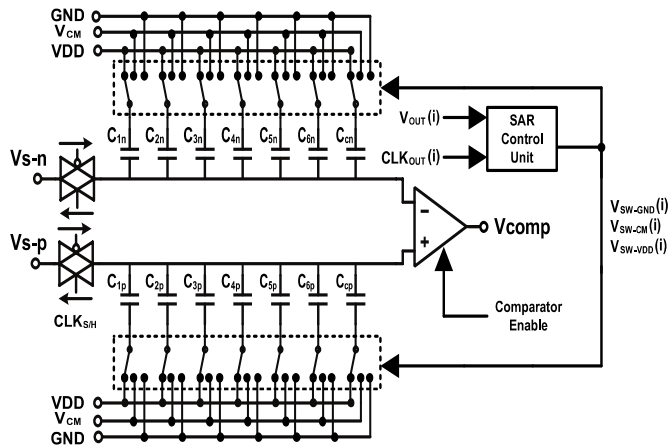 GND
VCM
VDD
C1n C2n C3n C4n C5n C6n Ccn
VOUT(i)
CLKOUT(i)
SAR
Control
Unit
Vs-n
VSW-GND(i)
VSW-CM(i)
VSW-VDD(i)
−
+
Vcomp
Vs-p
C1p C2p C3p C4p C5p C6p Ccp
CLKS/H
Comparator
Enable
VDD
VCM
GND